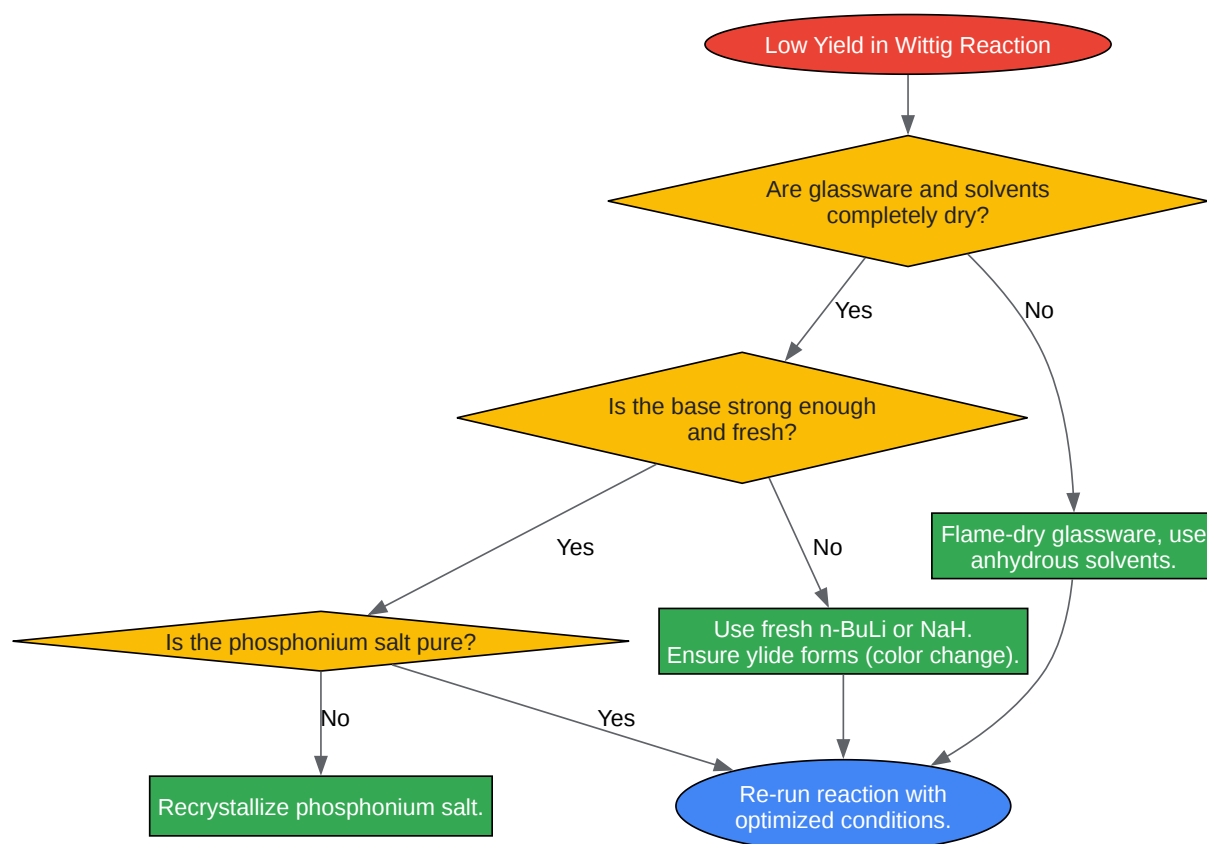 Low Yield in Wittig Reaction
Are glassware and solvents
completely dry?
Yes
No
Is the base strong enough
and fresh?
Yes
No
Flame-dry glassware, use
anhydrous solvents.
Is the phosphonium salt pure?
Use fresh n-BuLi or NaH.
Ensure ylide forms (color change).
No
Yes
Recrystallize phosphonium salt.
Re-run reaction with
optimized conditions.